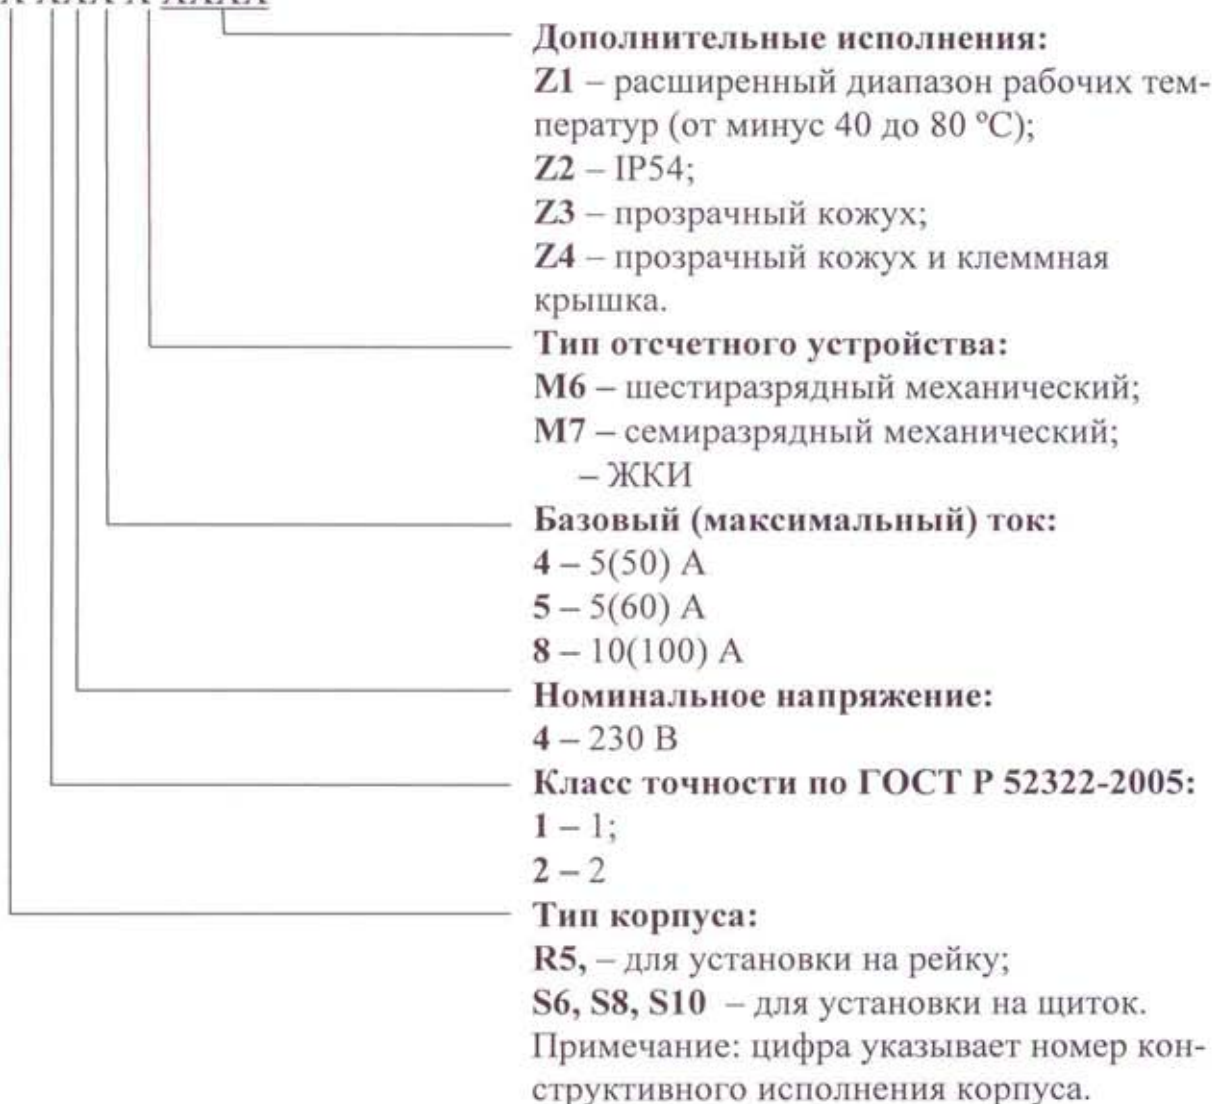 Дополнительные исполнения:
Z1 – расширенный диапазон рабочих тем-
ператур (от минус 40 до 80 ºС);
Z2 – IP54;
Z3 – прозрачный кожух;
Z4 – прозрачный кожух и клеммная
крышка.
Тип отсчетного устройства:
М6 – шестиразрядный механический;
М7 – семиразрядный механический;
– ЖКИ
Базовый (максимальный) ток:
4 – 5(50) А
5 – 5(60) А
8 – 10(100) А
Номинальное напряжение:
4 – 230 В
Класс точности по ГОСТ Р 52322-2005:
1 – 1;
2 – 2
Тип корпуса:
R5, – для установки на рейку;
S6, S8, S10 – для установки на щиток.
Примечание: цифра указывает номер кон-
структивного исполнения корпуса.